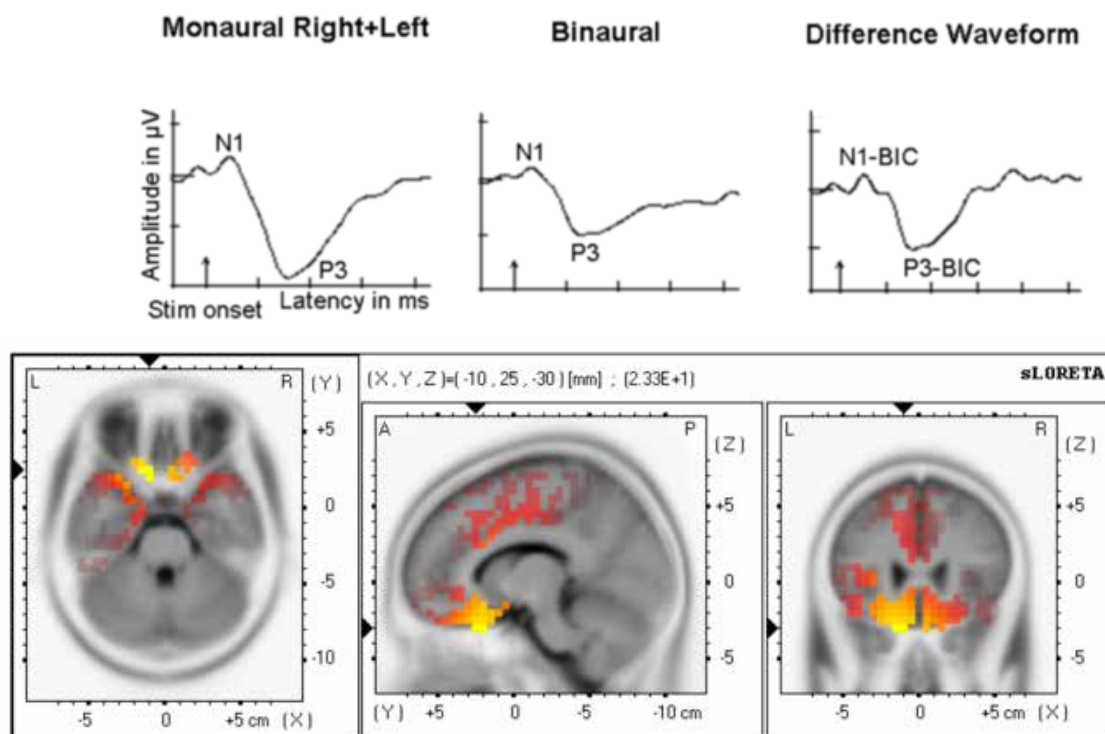 Monaural Right+Left
Binaural
Difference Waveform
Amplitude in µV
N1
P3
Stim onset
Latency in ms
N1
P3
N1-BIC
P3-BIC
L
R
(Y)
+5
0
-5
-10
-5 0 +5 cm (X)
(X, Y, Z)=(-10, 25, -30) [mm] ; (2.33E+1)
sLORETA
A
P
(Z)
+5
0
-5
(Y) +5 0 -5 -10 cm
L
R
(Z)
+5
0
-5
-5 0 +5 cm (X)